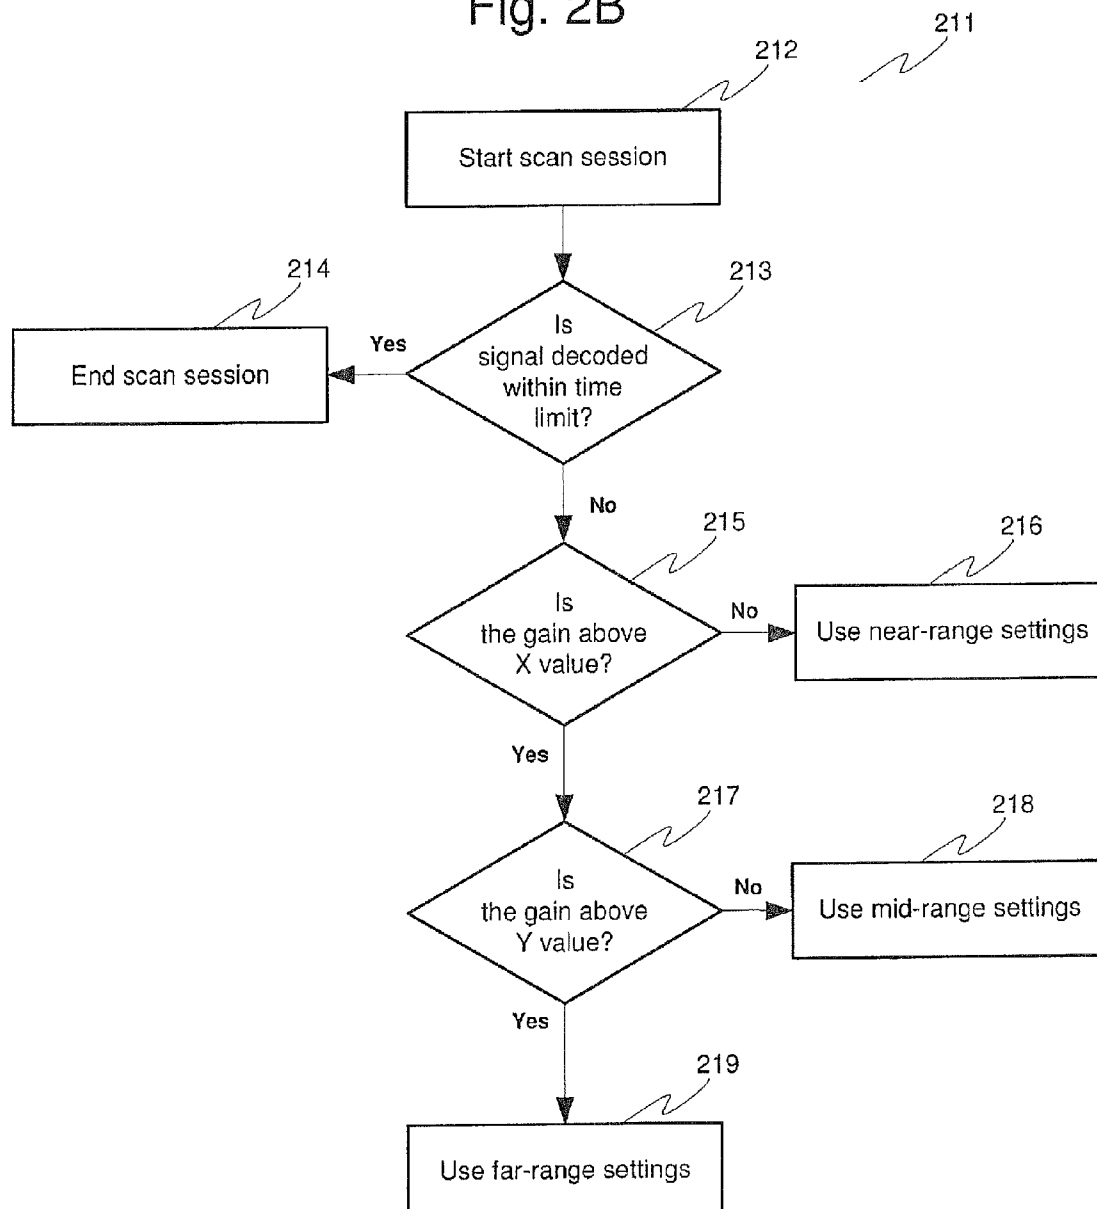 Fig. 2B
211
212
Start scan session
214
213
End scan session
Yes
Is
signal decoded
within time
limit?
No
215
216
Is
the gain above
X value?
No
Use near-range settings
Yes
217
218
Is
the gain above
Y value?
No
Use mid-range settings
Yes
219
Use far-range settings